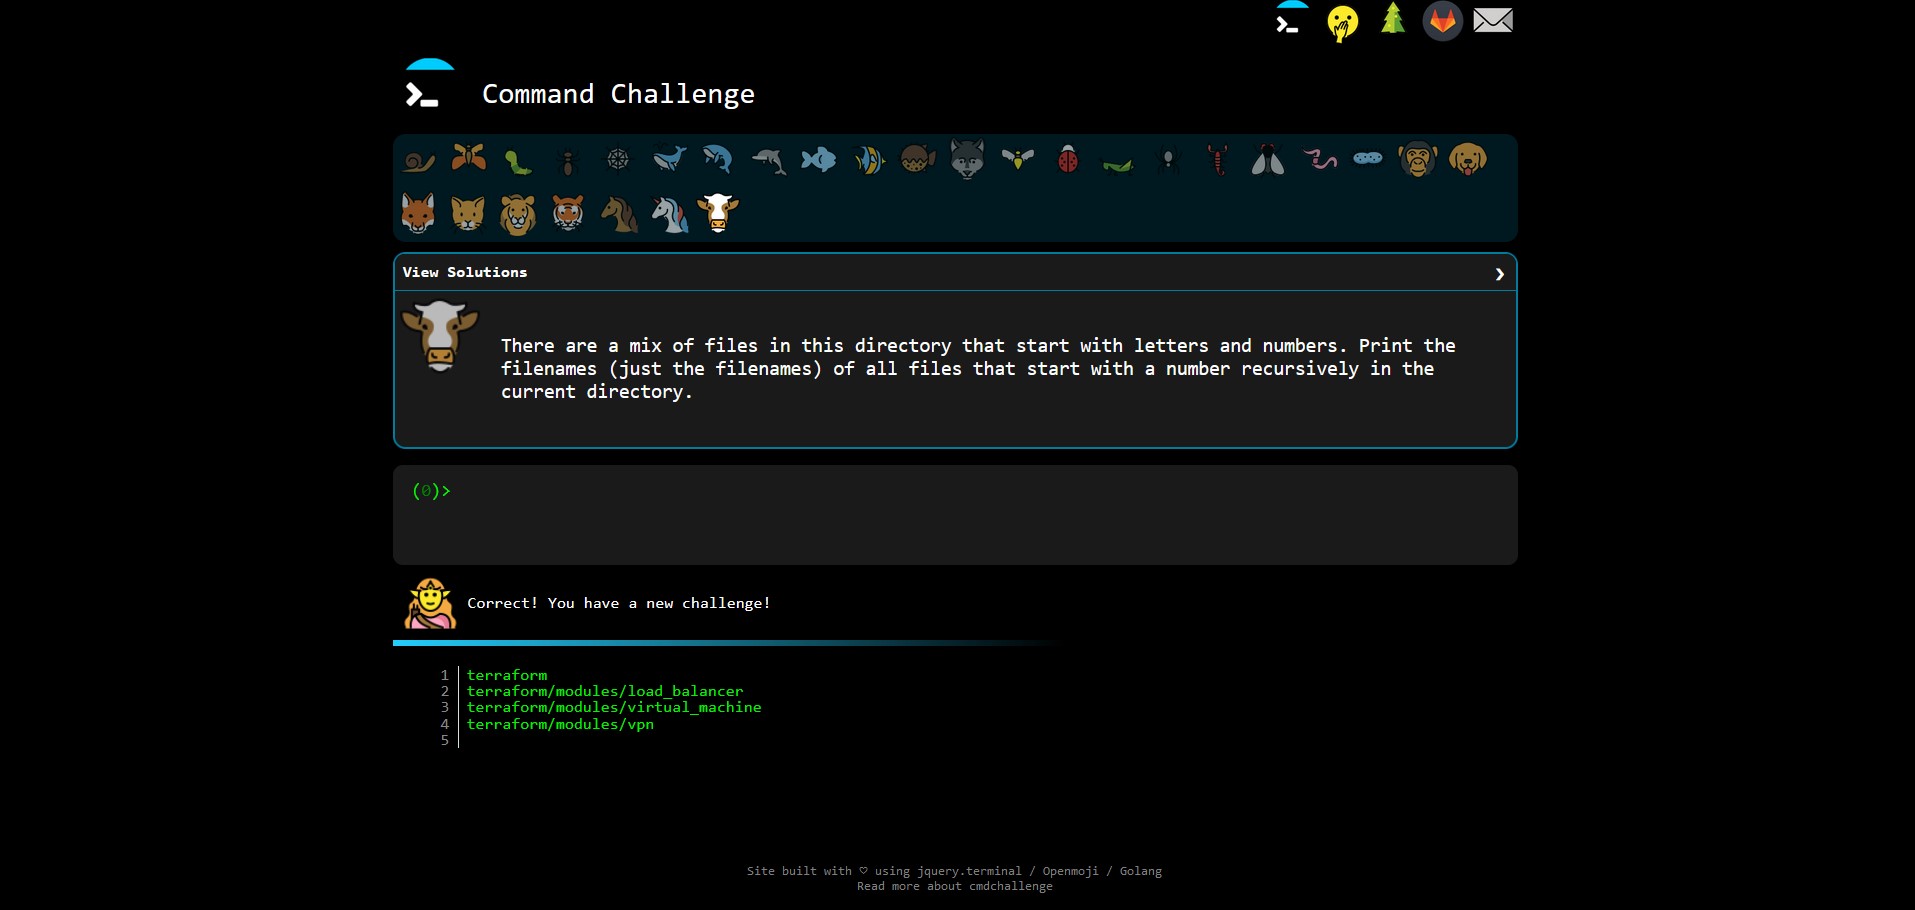 Command Challenge
View Solutions
There are a mix of files in this directory that start with letters and numbers. Print the
filenames (just the filenames) of all files that start with a number recursively in the
current directory.
(0)>
Correct! You have a new challenge!
1 terraform
2 terraform/modules/load_balancer
3 terraform/modules/virtual_machine
4 terraform/modules/vpn
5
Site built with ♡ using jquery.terminal / Openmoji / Golang
Read more about cmdchallenge